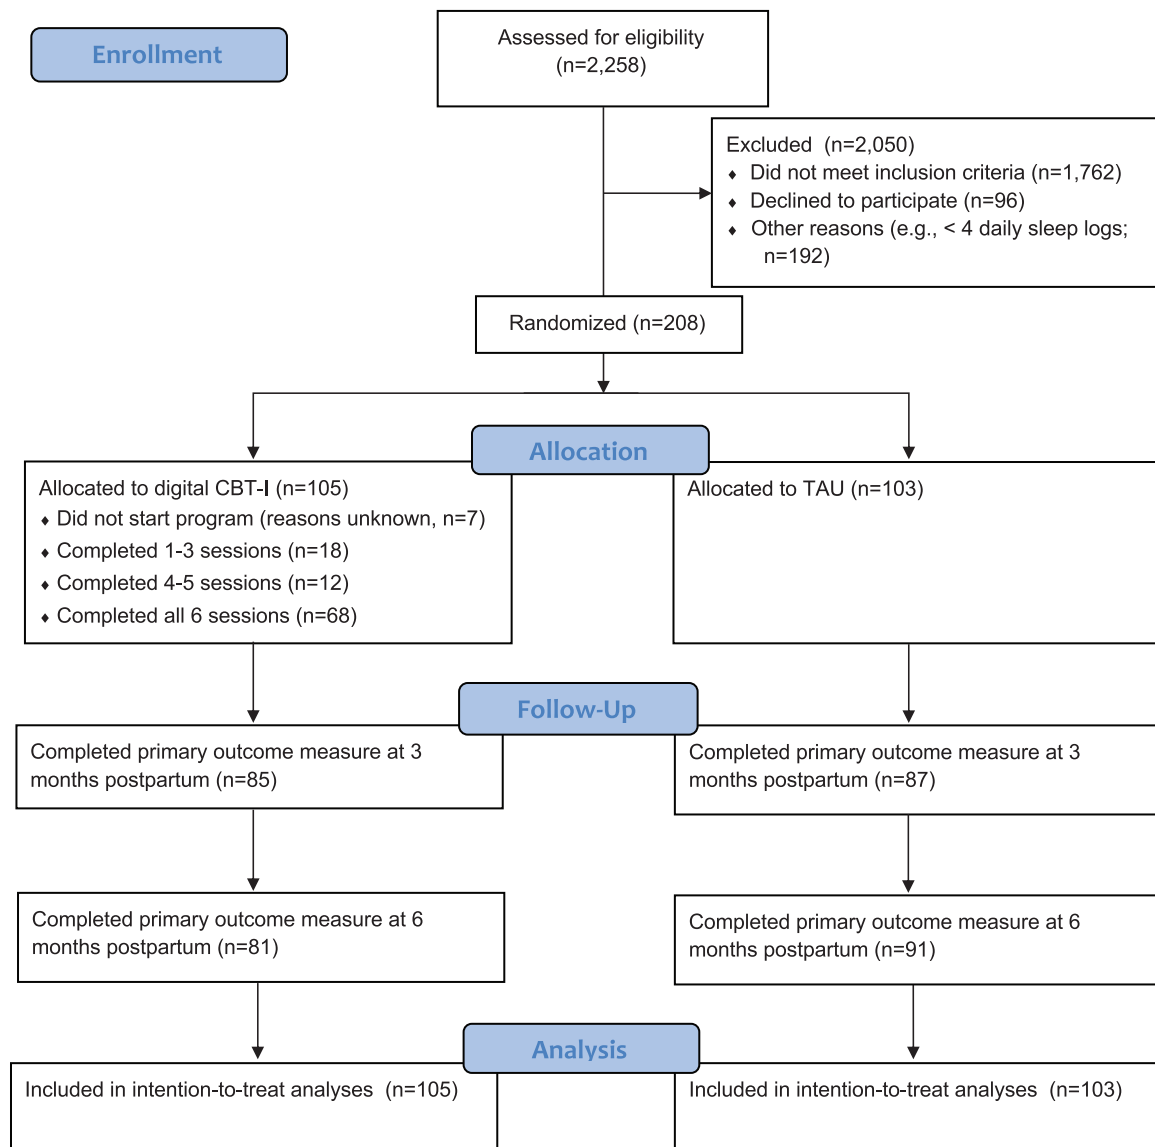 Enrollment
Assessed for eligibility
(n=2,258)
Excluded (n=2,050)
♦ Did not meet inclusion criteria (n=1,762)
♦ Declined to participate (n=96)
♦ Other reasons (e.g., < 4 daily sleep logs;
n=192)
Randomized (n=208)
Allocation
Allocated to digital CBT-I (n=105)
♦ Did not start program (reasons unknown, n=7)
♦ Completed 1-3 sessions (n=18)
♦ Completed 4-5 sessions (n=12)
♦ Completed all 6 sessions (n=68)
Allocated to TAU (n=103)
Follow-Up
Completed primary outcome measure at 3
months postpartum (n=85)
Completed primary outcome measure at 3
months postpartum (n=87)
Completed primary outcome measure at 6
months postpartum (n=81)
Completed primary outcome measure at 6
months postpartum (n=91)
Analysis
Included in intention-to-treat analyses (n=105)
Included in intention-to-treat analyses (n=103)